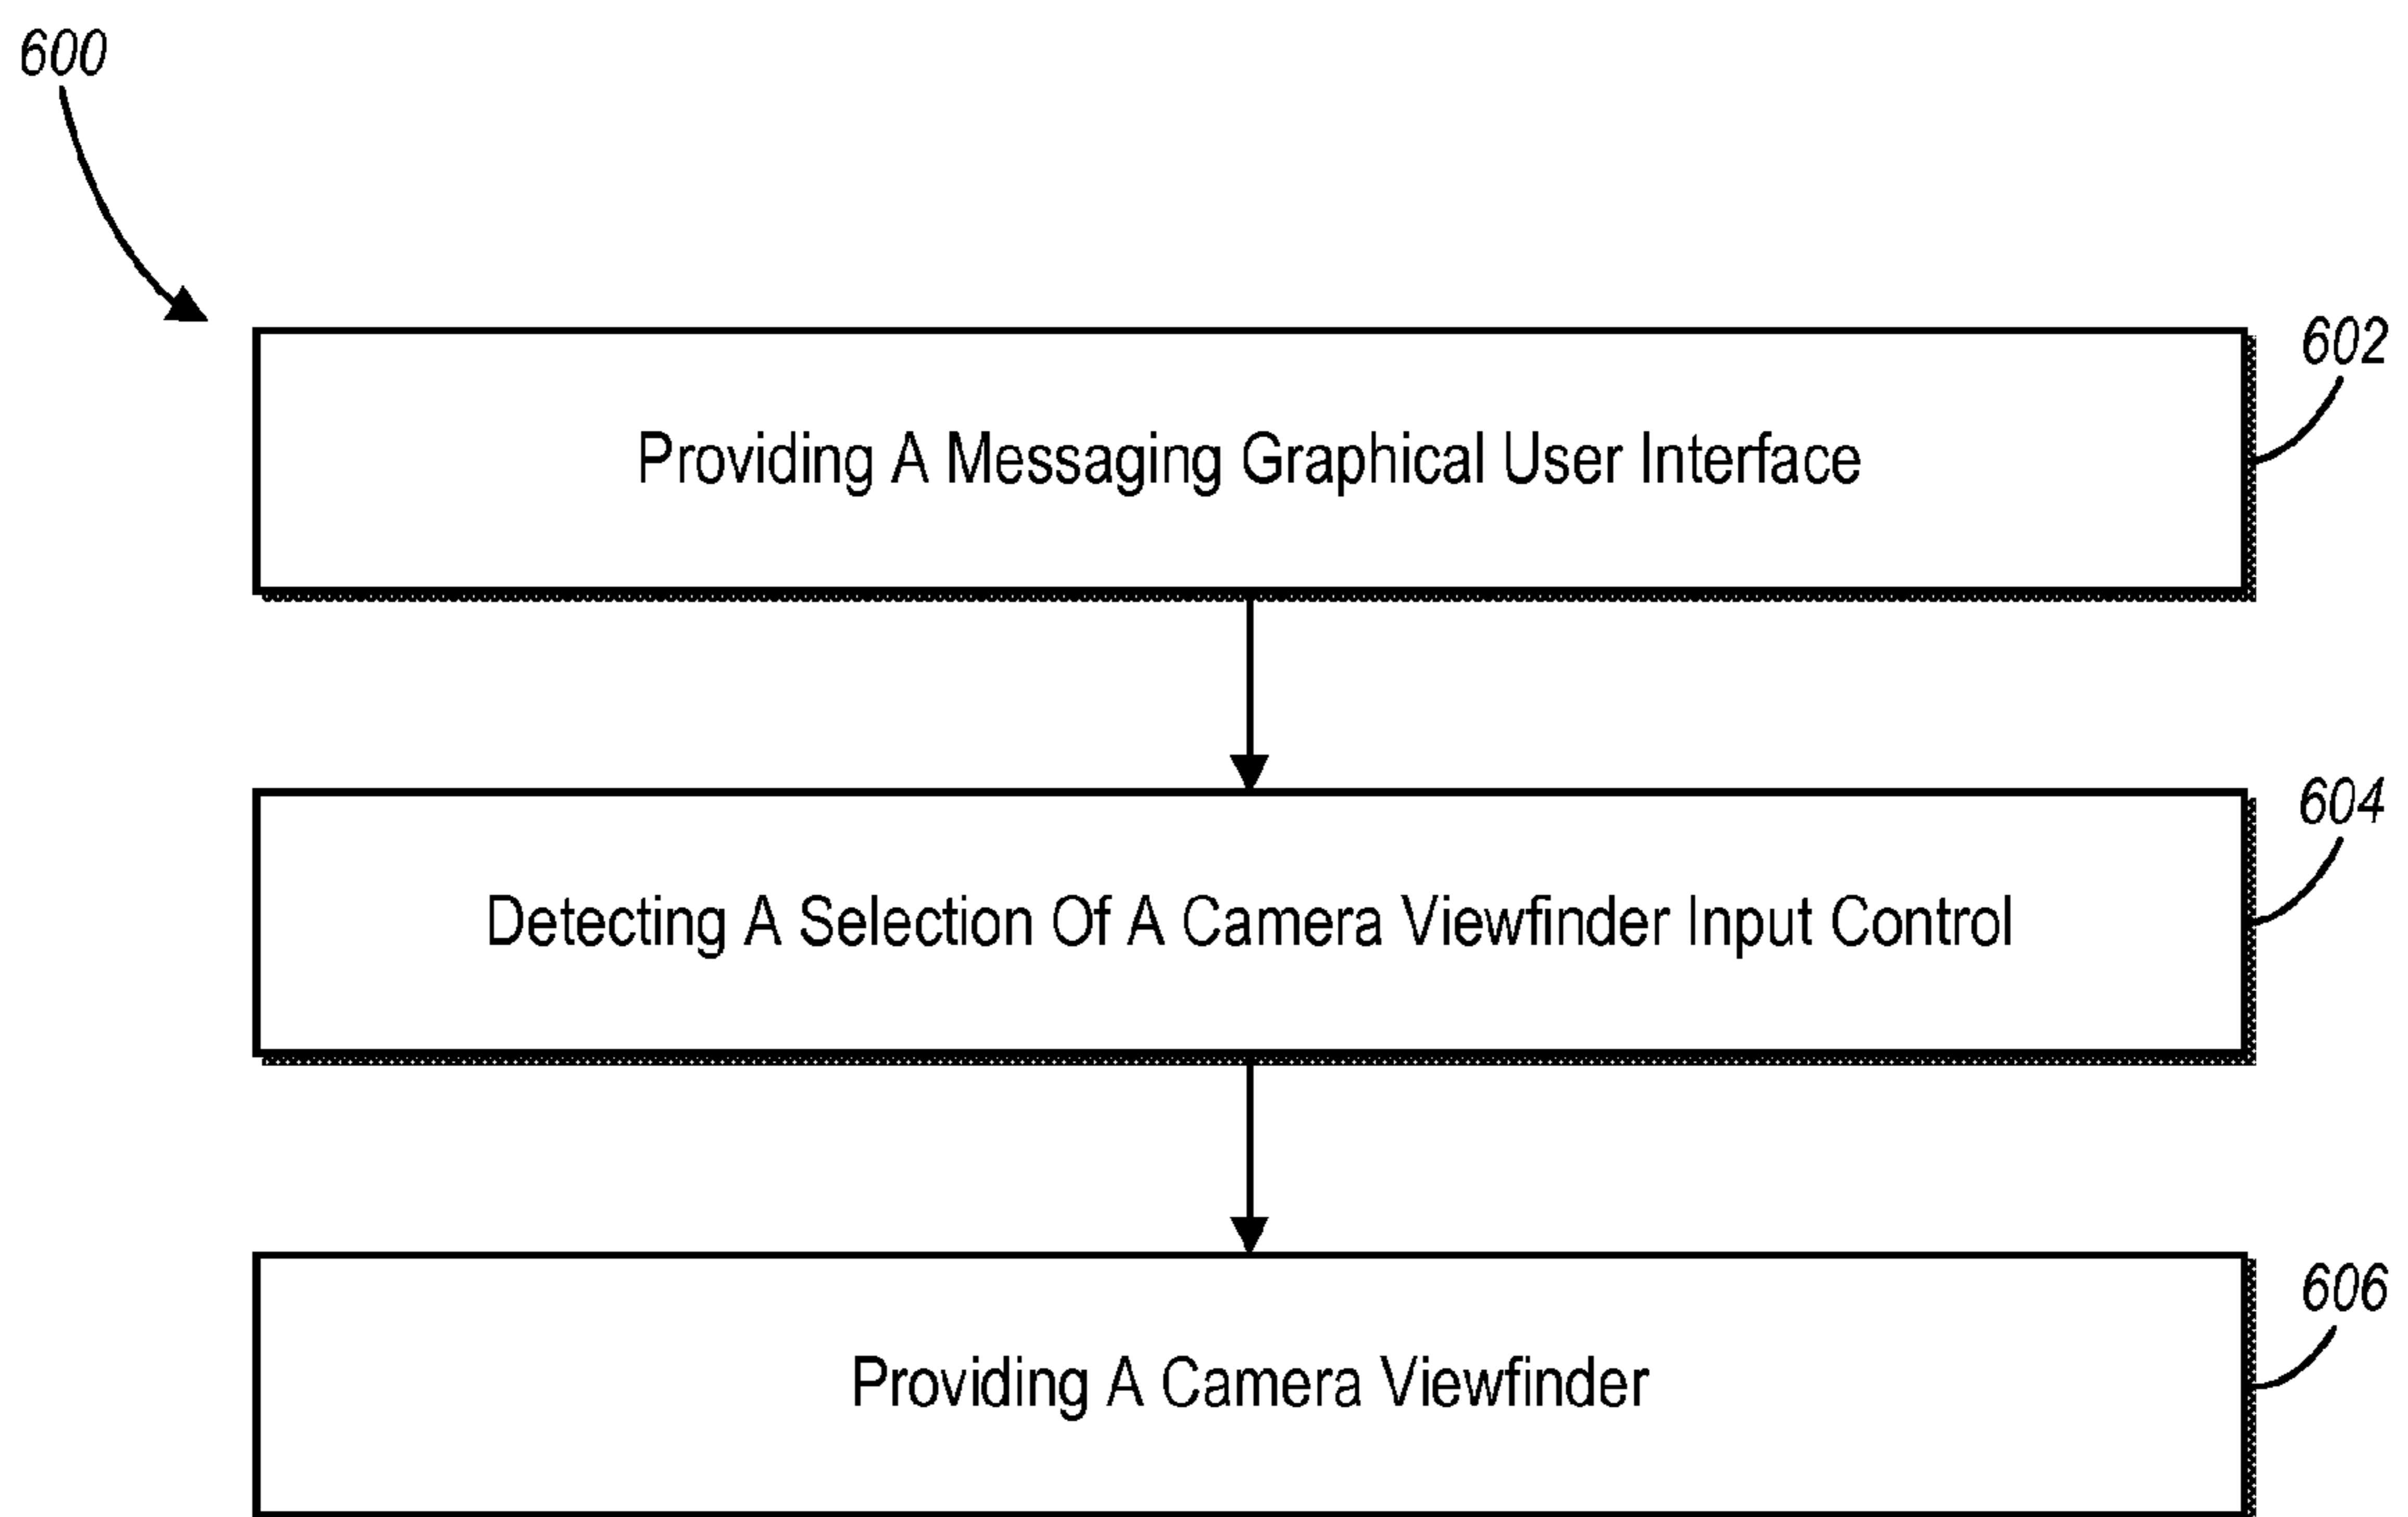 600
602
Providing A Messaging Graphical User Interface
604
Detecting A Selection Of A Camera Viewfinder Input Control
606
Providing A Camera Viewfinder